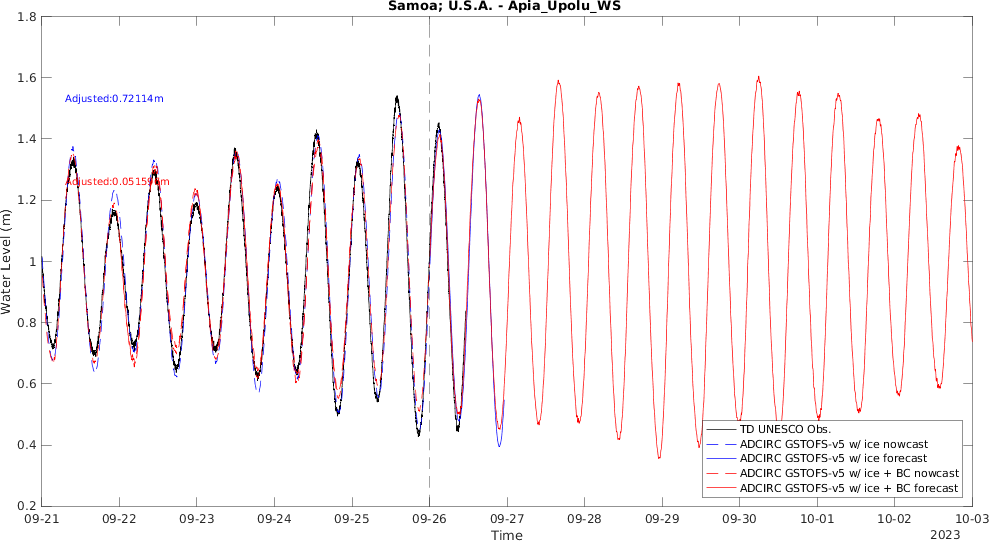 Samoa; U.S.A. - Apia_Upolu_WS
1.8
1.6
1.4
1.2
1
0.8
0.6
0.4
0.2
Water Level (m)
Adjusted:0.72114m
TD UNESCO Obs.
ADCIRC GSTOFS-v5 w/ ice nowcast
ADCIRC GSTOFS-v5 w/ ice forecast
ADCIRC GSTOFS-v5 w/ ice + BC nowcast
ADCIRC GSTOFS-v5 w/ ice + BC forecast
09-21 09-22 09-23 09-24 09-25 09-26 09-27 09-28 09-29 09-30 10-01 10-02 10-03
Time
2023